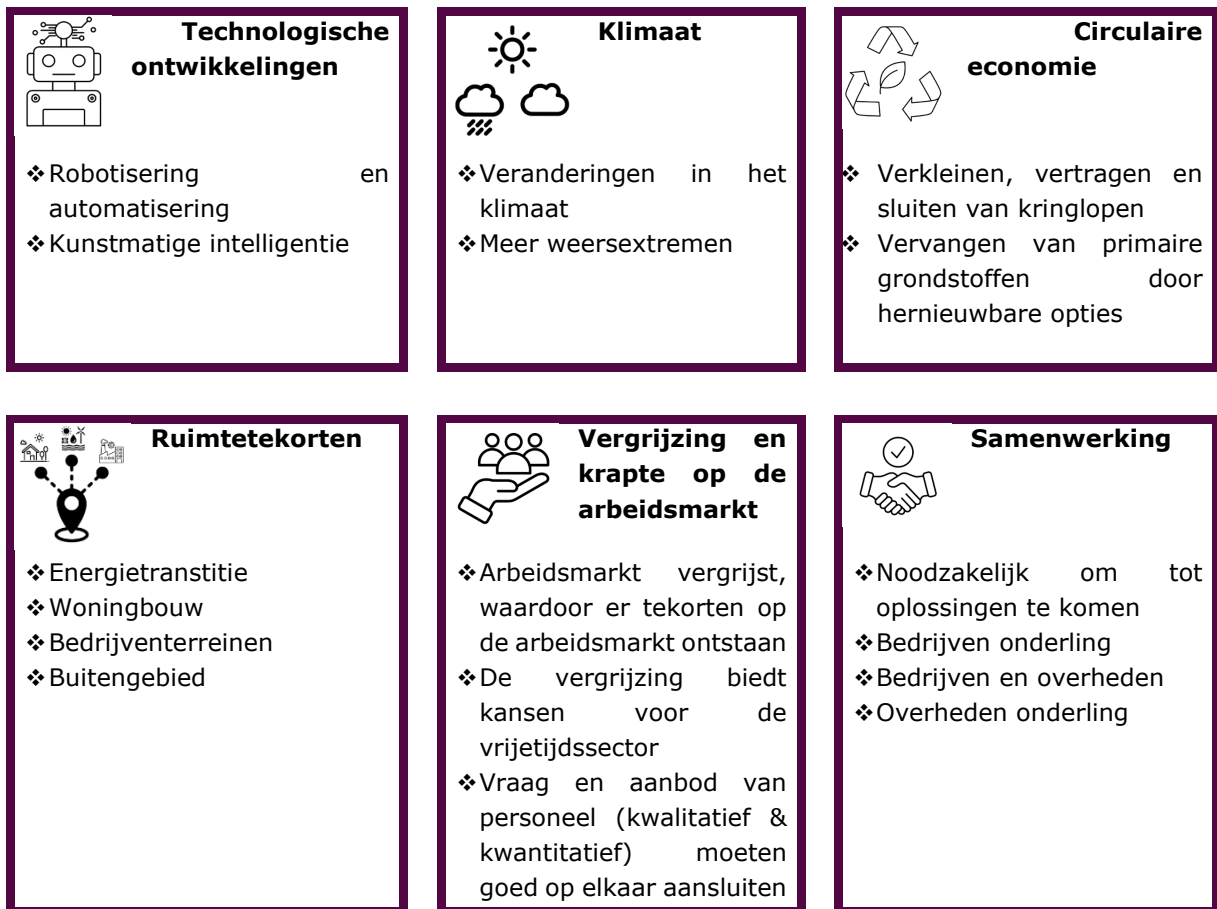 Technologische
ontwikkelingen
❖Robotisering en
automatisering
❖Kunstmatige intelligentie
Klimaat
❖Veranderingen in het
klimaat
❖Meer weersextremen
Circulaire
economie
❖ Verkleinen, vertragen en
sluiten van kringlopen
❖ Vervangen van primaire
grondstoffen door
hernieuwbare opties
Ruimtetekorten
❖Energietranstitie
❖Woningbouw
❖Bedrijventerreinen
❖Buitengebied
Vergrijzing en
krapte op de
arbeidsmarkt
❖Arbeidsmarkt vergrijst,
waardoor er tekorten op
de arbeidsmarkt ontstaan
❖De vergrijzing biedt
kansen voor de
vrijetijdssector
❖Vraag en aanbod van
personeel (kwalitatief &
kwantitatief) moeten
goed op elkaar aansluiten
Samenwerking
❖Noodzakelijk om tot
oplossingen te komen
❖Bedrijven onderling
❖Bedrijven en overheden
❖Overheden onderling